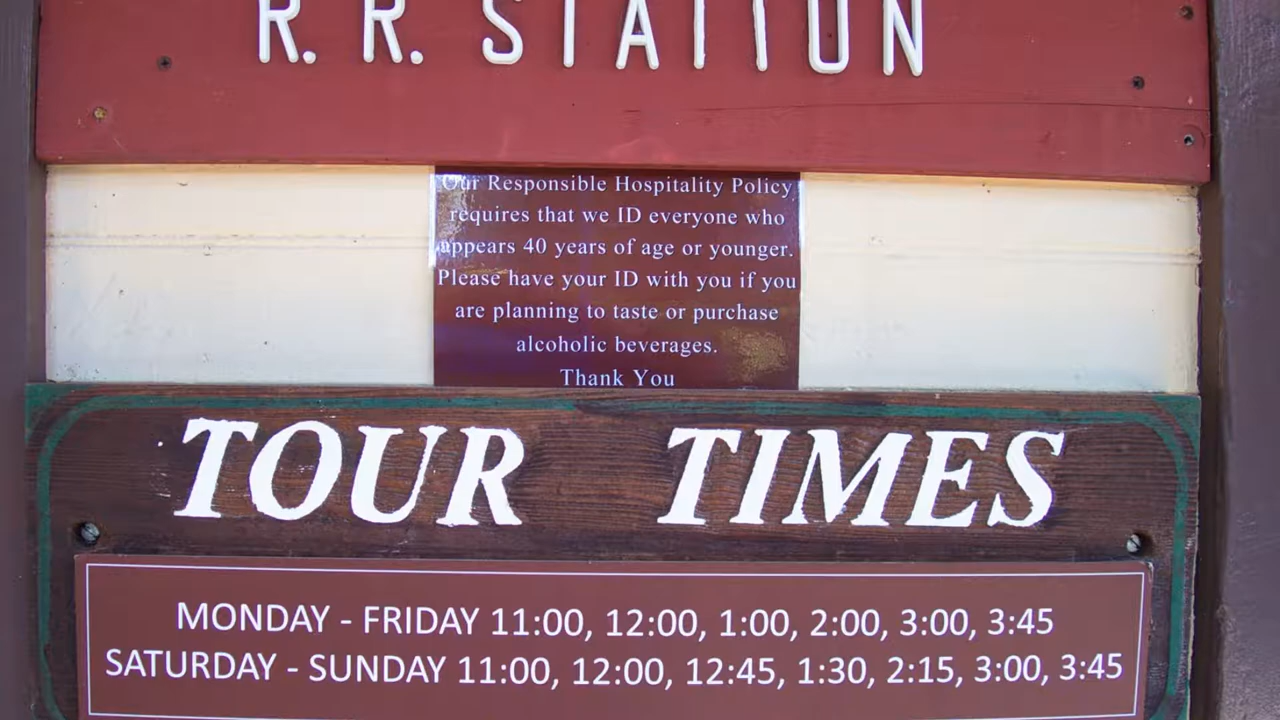 R. R. STATION
Our Responsible Hospitality Policy
requires that we ID everyone who
appears 40 years of age or younger.
Please have your ID with you if you
are planning to taste or purchase
alcoholic beverages.
Thank You
TOUR TIMES
MONDAY - FRIDAY 11:00, 12:00, 1:00, 2:00, 3:00, 3:45
SATURDAY - SUNDAY 11:00, 12:00, 12:45, 1:30, 2:15, 3:00, 3:45